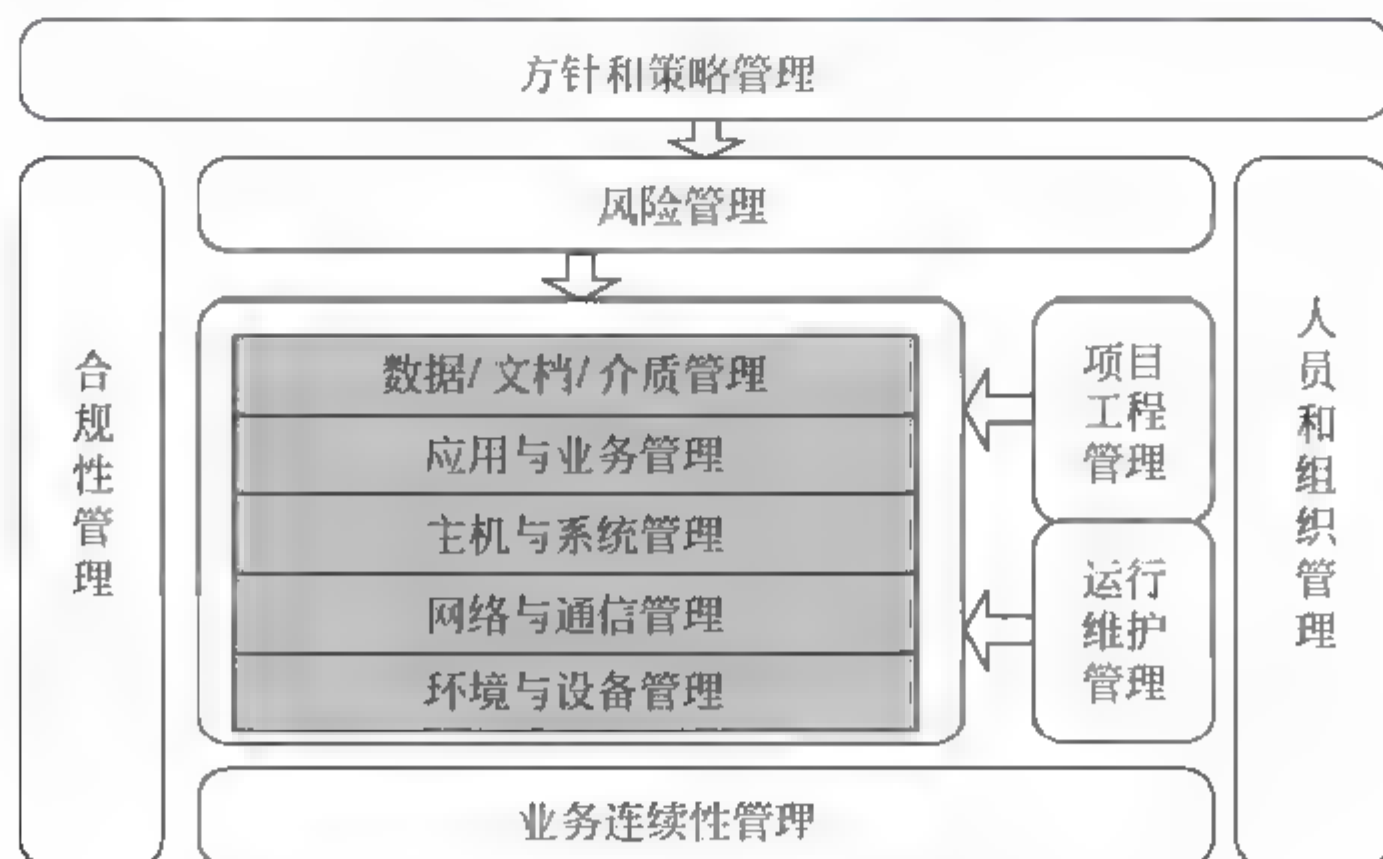 方针和策略管理
风险管理
合规性管理
数据/文档/介质管理
应用与业务管理
主机与系统管理
网络与通信管理
环境与设备管理
项目
工程
管理
运行
维护
管理
人员和组织管理
业务连续性管理